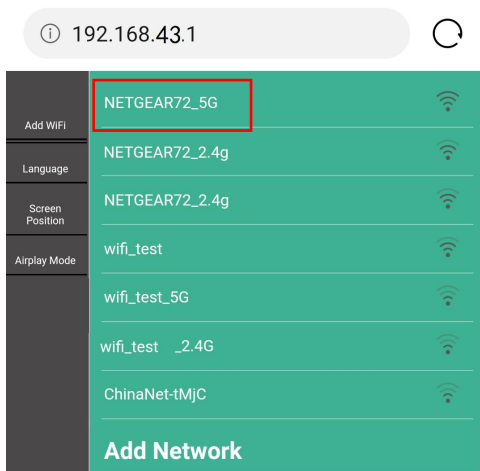 192.168.43.1
Add WiFi
Language
Screen
Position
Airplay Mode
NETGEAR72_5G
NETGEAR72_2.4g
NETGEAR72_2.4g
wifi_test
wifi_test_5G
wifi_test _2.4G
ChinaNet-tMjC
Add Network